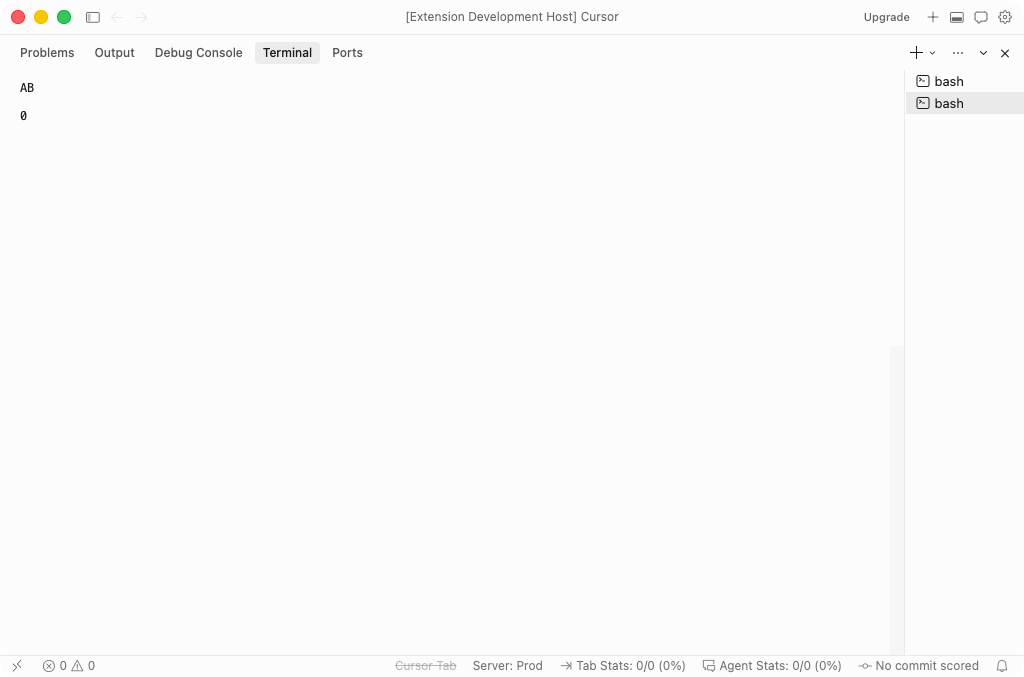 [Extension Development Host] Cursor
Upgrade
Problems Output Debug Console Terminal Ports
AB
0
bash
bash
0 0 Cursor Tab Server: Prod Tab Stats: 0/0 (0%) Agent Stats: 0/0 (0%) No commit scored